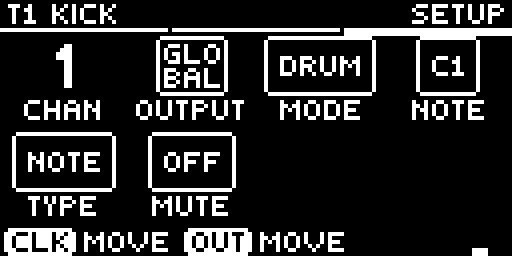 T1 KICK SETUP
1 GLO BAL DRUM C1
CHAN OUTPUT MODE NOTE
NOTE OFF
TYPE MUTE
CLK MOVE OUT MOVE